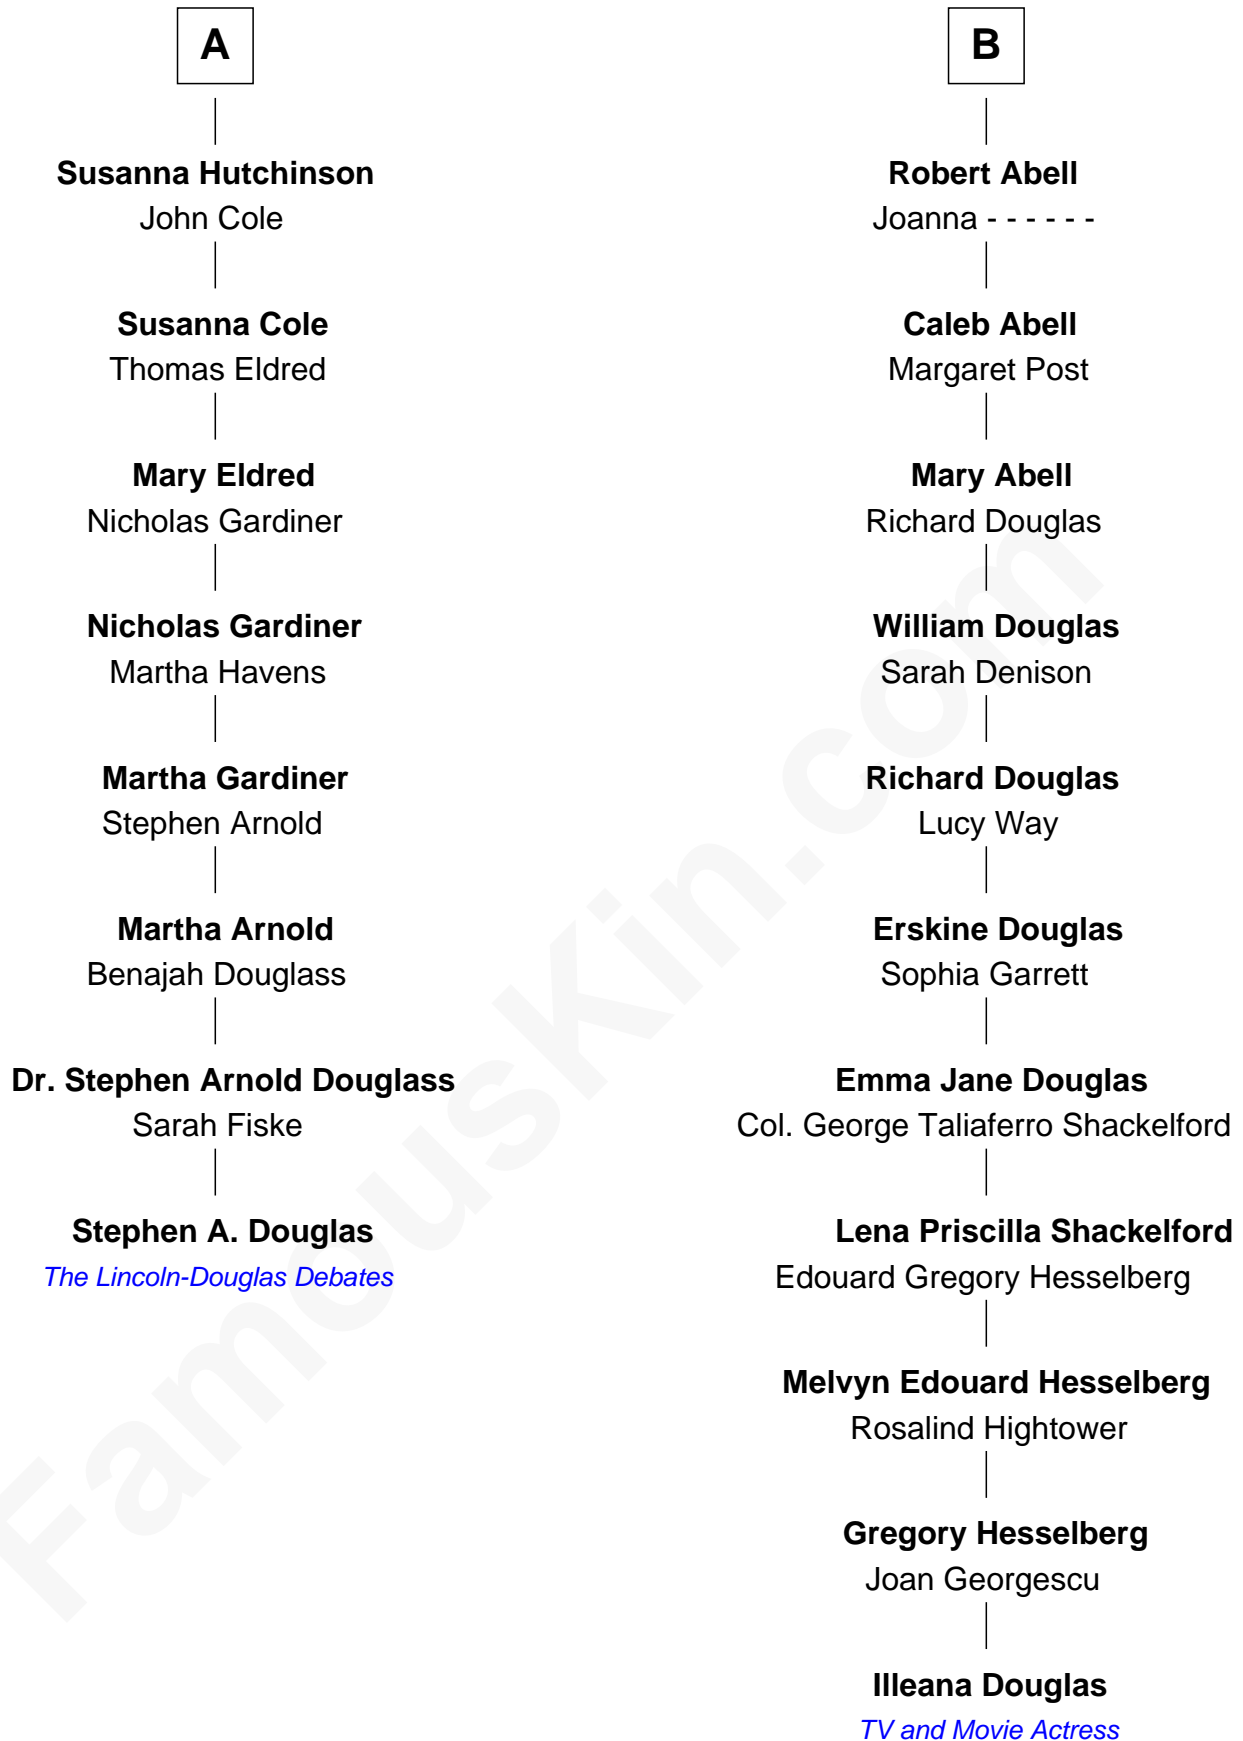 A
Susanna Hutchinson
John Cole
Susanna Cole
Thomas Eldred
Mary Eldred
Nicholas Gardiner
Nicholas Gardiner
Martha Havens
Martha Gardiner
Stephen Arnold
Martha Arnold
Benajah Douglass
Dr. Stephen Arnold Douglass
Sarah Fiske
Stephen A. Douglas
The Lincoln-Douglas Debates
B
Robert Abell
Joanna - - - - - -
Caleb Abell
Margaret Post
Mary Abell
Richard Douglas
William Douglas
Sarah Denison
Richard Douglas
Lucy Way
Erskine Douglas
Sophia Garrett
Emma Jane Douglas
Col. George Taliaferro Shackelford
Lena Priscilla Shackelford
Edouard Gregory Hesselberg
Melvyn Edouard Hesselberg
Rosalind Hightower
Gregory Hesselberg
Joan Georgescu
Illeana Douglas
TV and Movie Actress
FamousKin.com